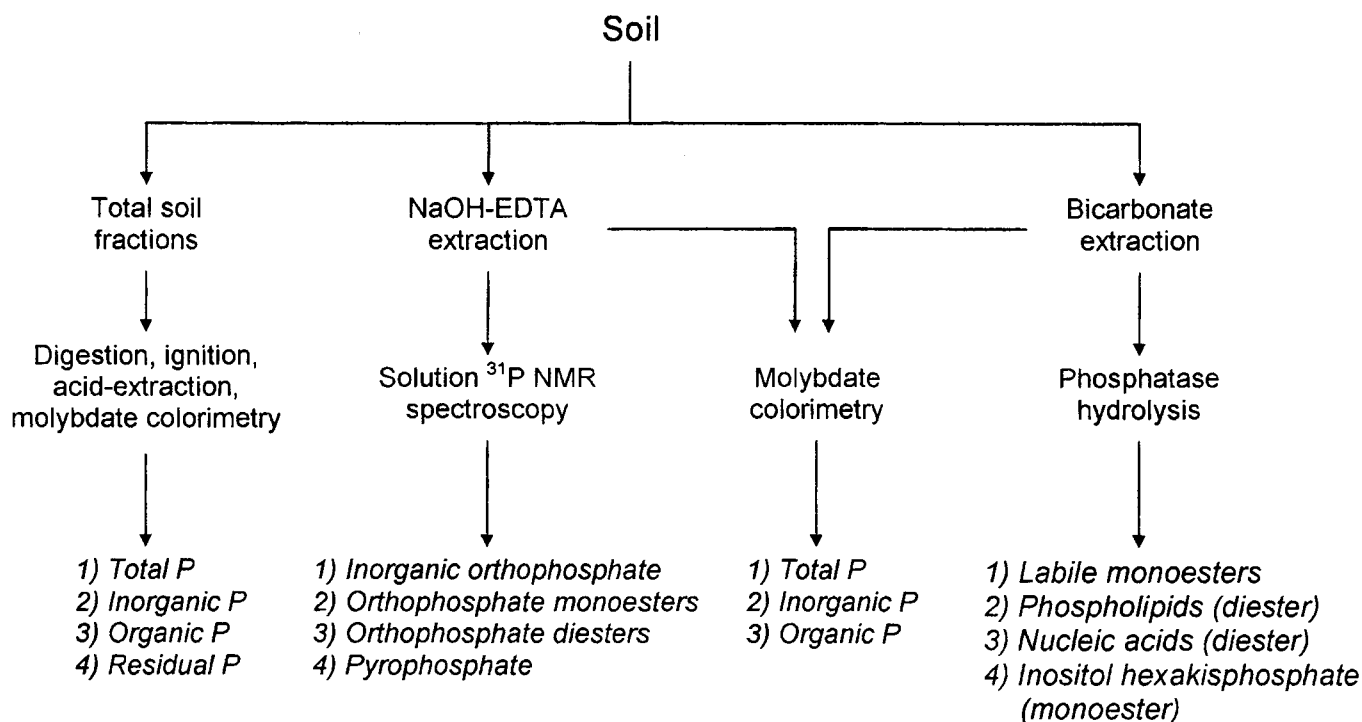 Soil
Total soil
fractions
NaOH-EDTA
extraction
Bicarbonate
extraction
Digestion, ignition,
acid-extraction,
molybdate colorimetry
Solution ³¹P NMR
spectroscopy
Molybdate
colorimetry
Phosphatase
hydrolysis
1) Total P
2) Inorganic P
3) Organic P
4) Residual P
1) Inorganic orthophosphate
2) Orthophosphate monoesters
3) Orthophosphate diesters
4) Pyrophosphate
1) Total P
2) Inorganic P
3) Organic P
1) Labile monoesters
2) Phospholipids (diester)
3) Nucleic acids (diester)
4) Inositol hexakisphosphate
(monoester)